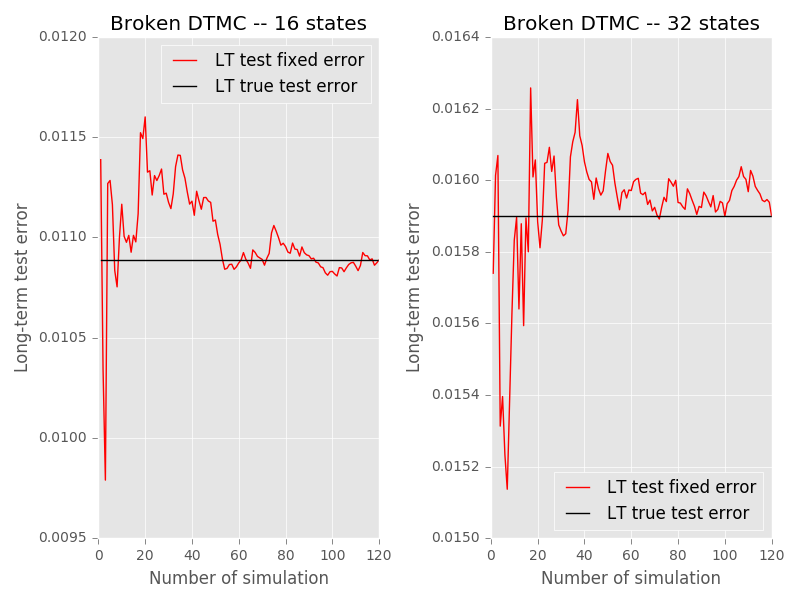 Broken DTMC -- 16 states
LT test fixed error
LT true test error
Long-term test error
0.0120
0.0115
0.0110
0.0105
0.0100
0.0095
0
20
40
60
80
100
120
Number of simulation
Broken DTMC -- 32 states
LT test fixed error
LT true test error
Long-term test error
0.0164
0.0162
0.0160
0.0158
0.0156
0.0154
0.0152
0.0150
0
20
40
60
80
100
120
Number of simulation